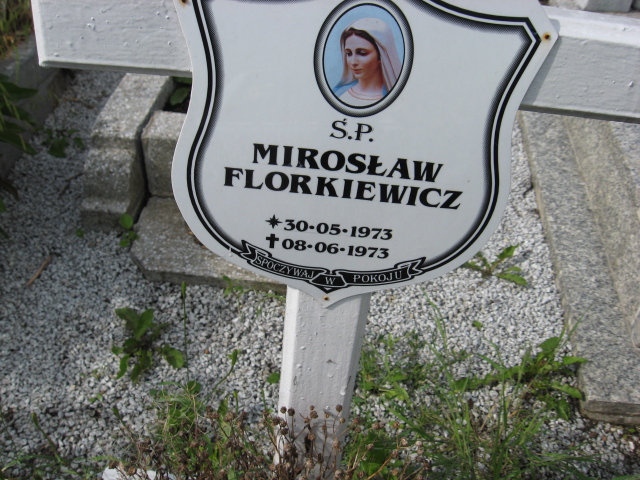 Ś.P.
MIROSŁAW
FLORKIEWICZ
30·05·1973
08·06·1973
SPOCZYWAJ W POKOJU